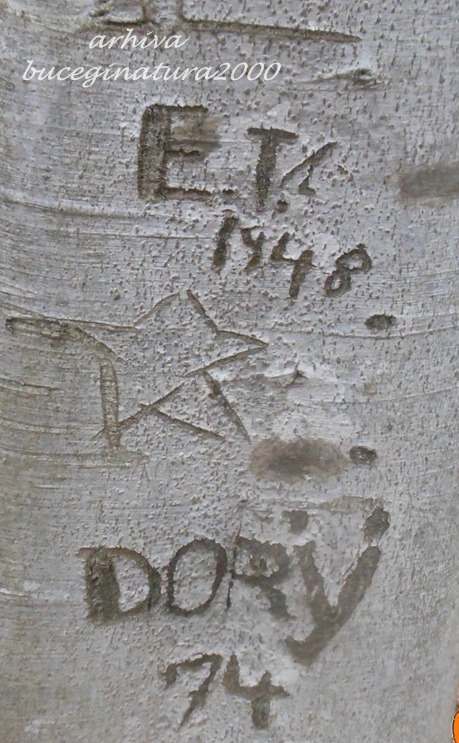 arhiva
buceginatura2000
E.T.
1948
DORY
74